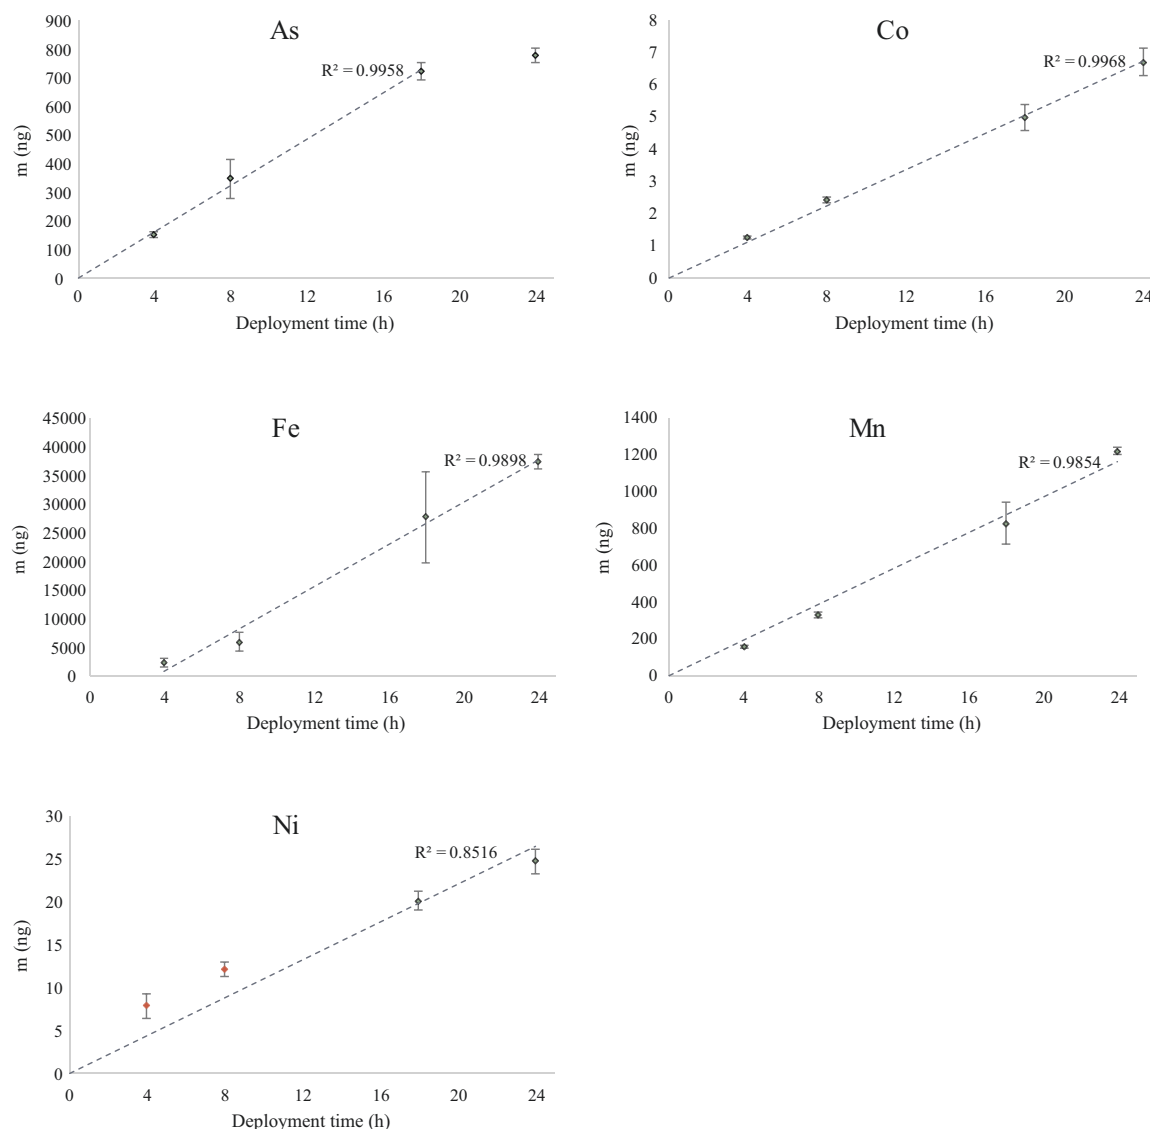 As
900
800
700
600
500
400
300
200
100
0
R² = 0.9958
m (ng)
0 4 8 12 16 20 24
Deployment time (h)
Co
8
7
6
5
4
3
2
1
0
R² = 0.9968
m (ng)
0 4 8 12 16 20 24
Deployment time (h)
Fe
45000
40000
35000
30000
25000
20000
15000
10000
5000
0
R² = 0.9898
m (ng)
0 4 8 12 16 20 24
Deployment time (h)
Mn
1400
1200
1000
800
600
400
200
0
R² = 0.9854
m (ng)
0 4 8 12 16 20 24
Deployment time (h)
Ni
30
25
20
15
10
5
0
R² = 0.8516
m (ng)
0 4 8 12 16 20 24
Deployment time (h)